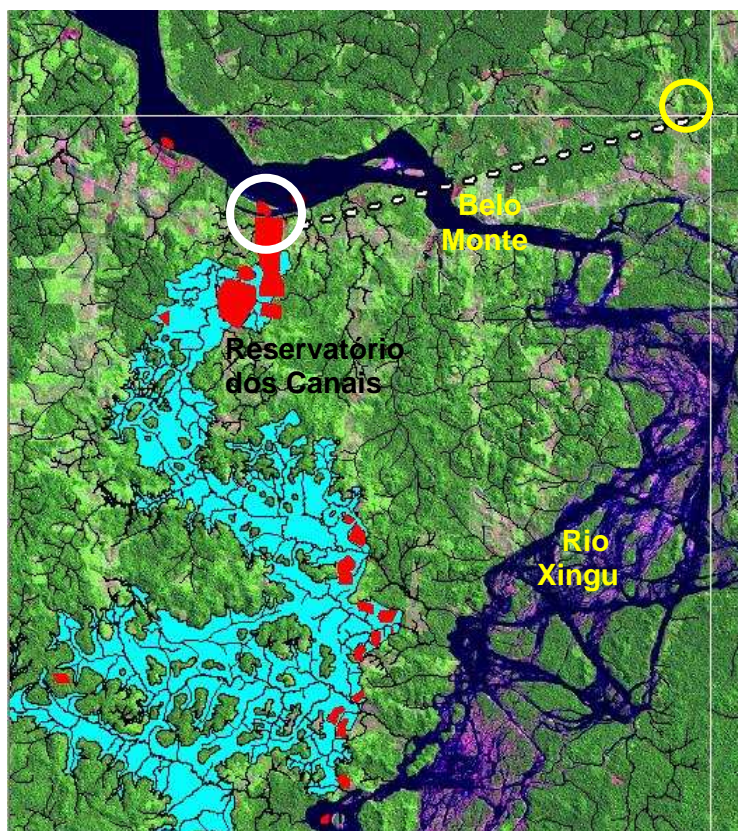 Belo
Monte
Reservatório
dos Canais
Rio
Xingu